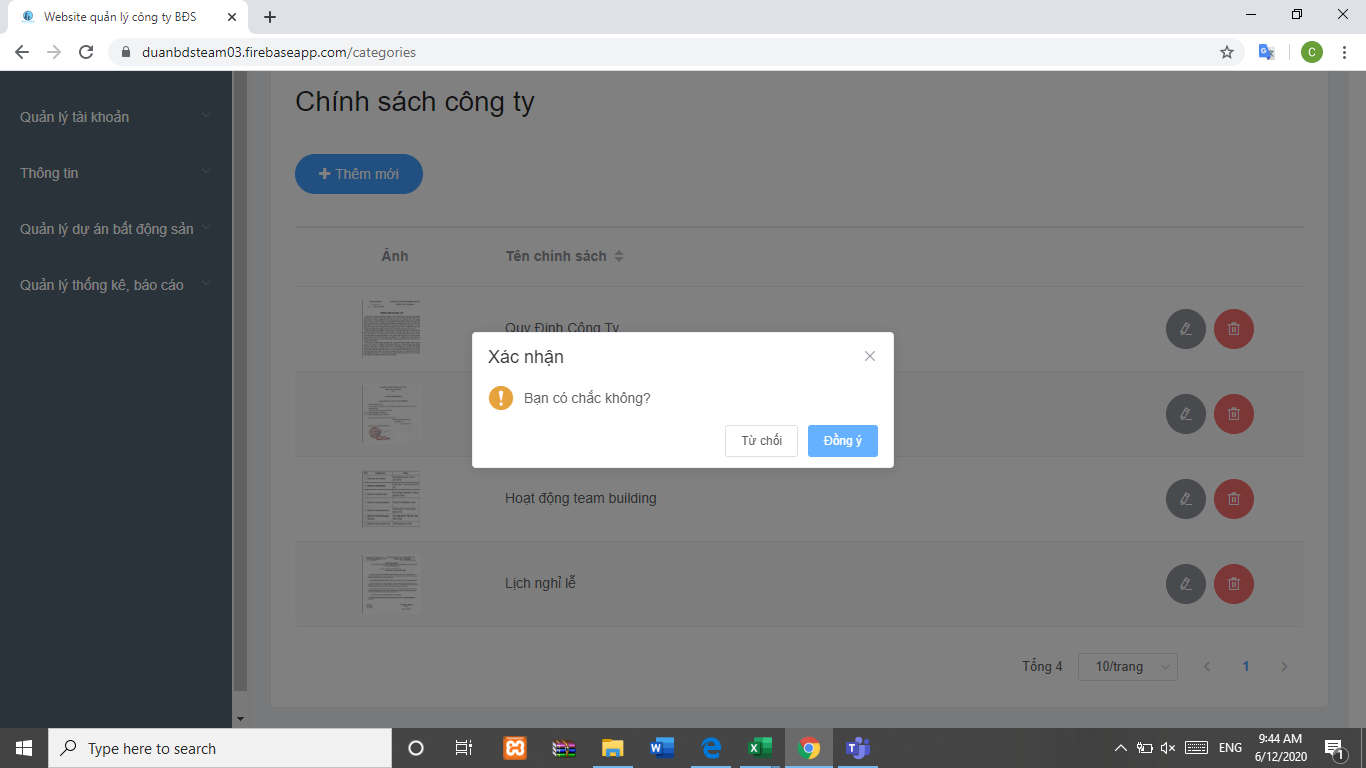 Website quản lý công ty BĐS
duanbdsteam03.firebaseapp.com/categories
C
Quản lý tài khoản
Thông tin
Quản lý dự án bất động sản
Quản lý thống kê, báo cáo
Chính sách công ty
Thêm mới
Ảnh Tên chính sách
Quy Định Công Ty
Xác nhận
Bạn có chắc không?
Từ chối Đồng ý
Hoạt động team building
Lịch nghỉ lễ
Tổng 4 10/trang 1
Type here to search
ENG
9:44 AM
6/12/2020
1